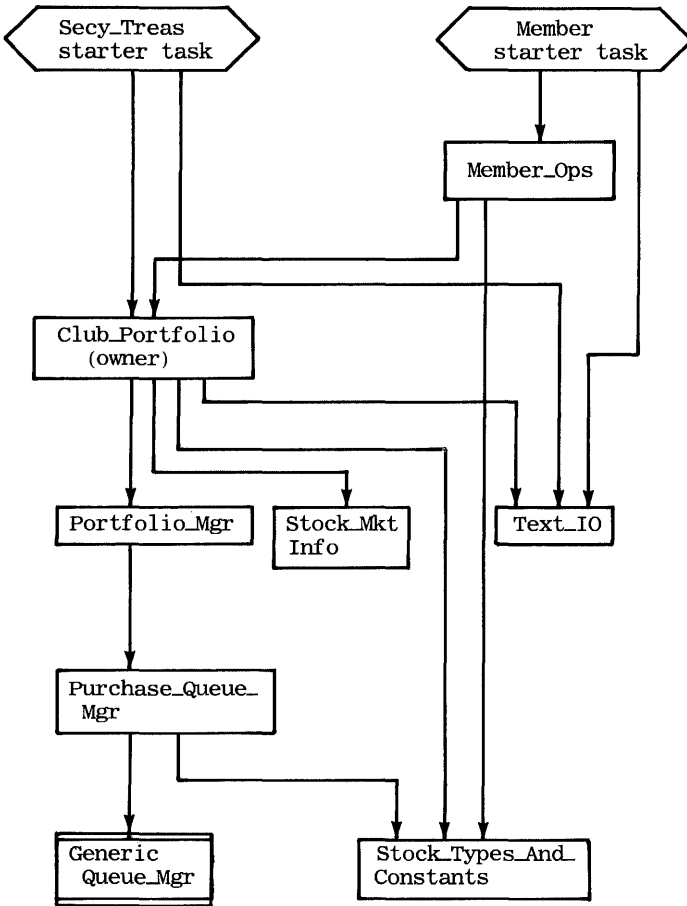 Secy_Treas
starter task
Member
starter task
Member_Ops
Club_Portfolio
(owner)
Portfolio_Mgr
Stock_Mkt
Info
Text_IO
Purchase_Queue_
Mgr
Generic
Queue_Mgr
Stock_Types_And_
Constants